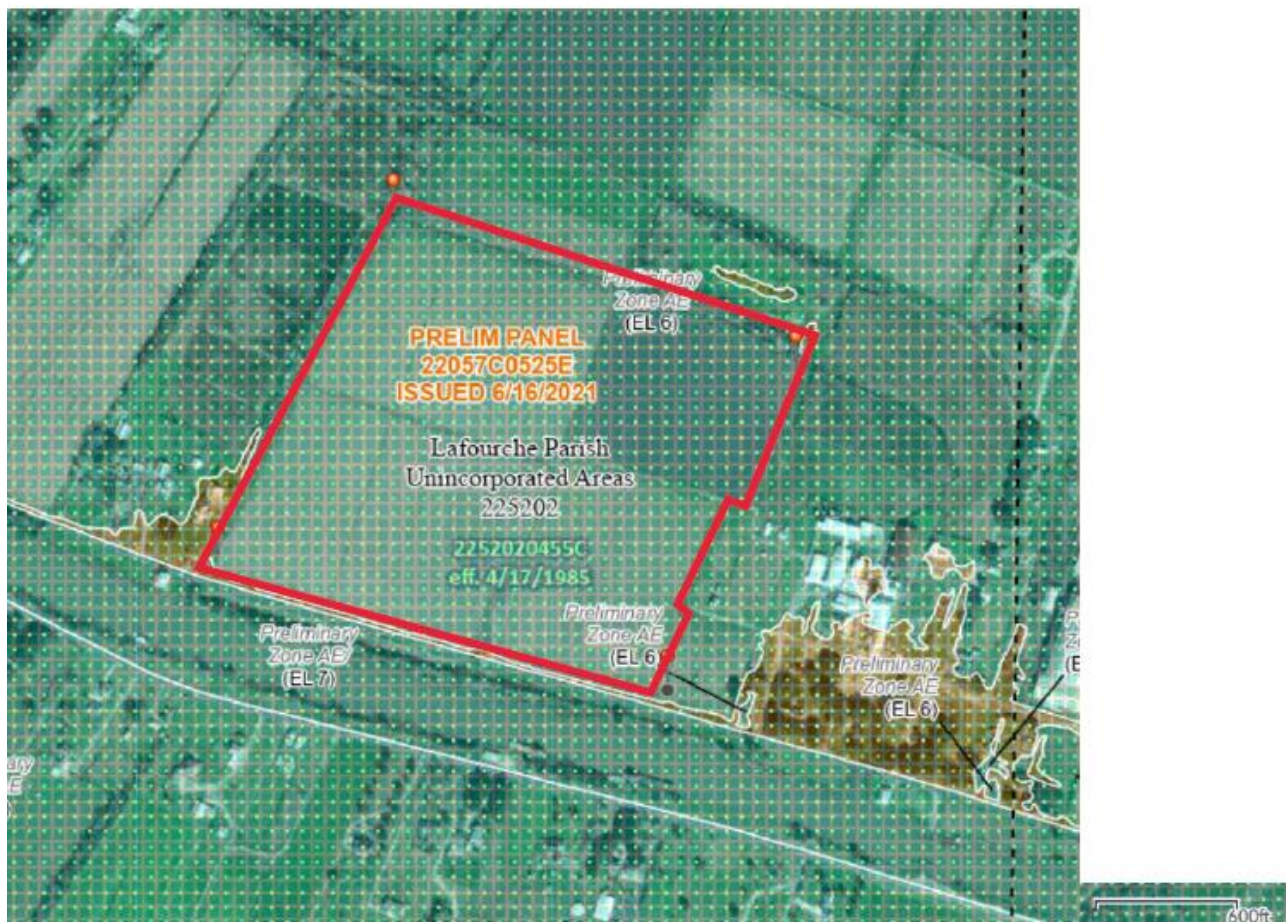 Preliminary
Zone AE
(EL 6)
PRELIM PANEL
22057C0525E
ISSUED 6/16/2021
Lafourche Parish
Unincorporated Areas
225202
2252020455C
eff. 4/17/1985
Preliminary
Zone AE
(EL 6)
Preliminary
Zone AE
(EL 7)
Preliminary
Zone AE
(EL 6)
600ft